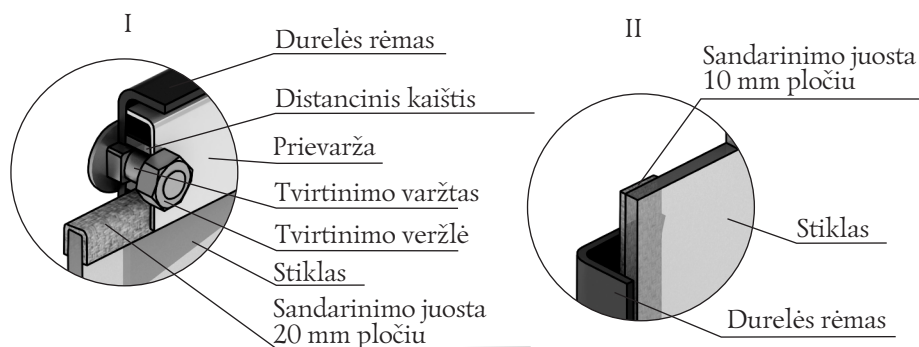 I
Durelės rėmas
Distancinis kaištis
Prievarža
Tvirtinimo varžtas
Tvirtinimo veržlė
Stiklas
Sandarinimo juosta
20 mm pločiu
II
Sandarinimo juosta
10 mm pločiu
Stiklas
Durelės rėmas